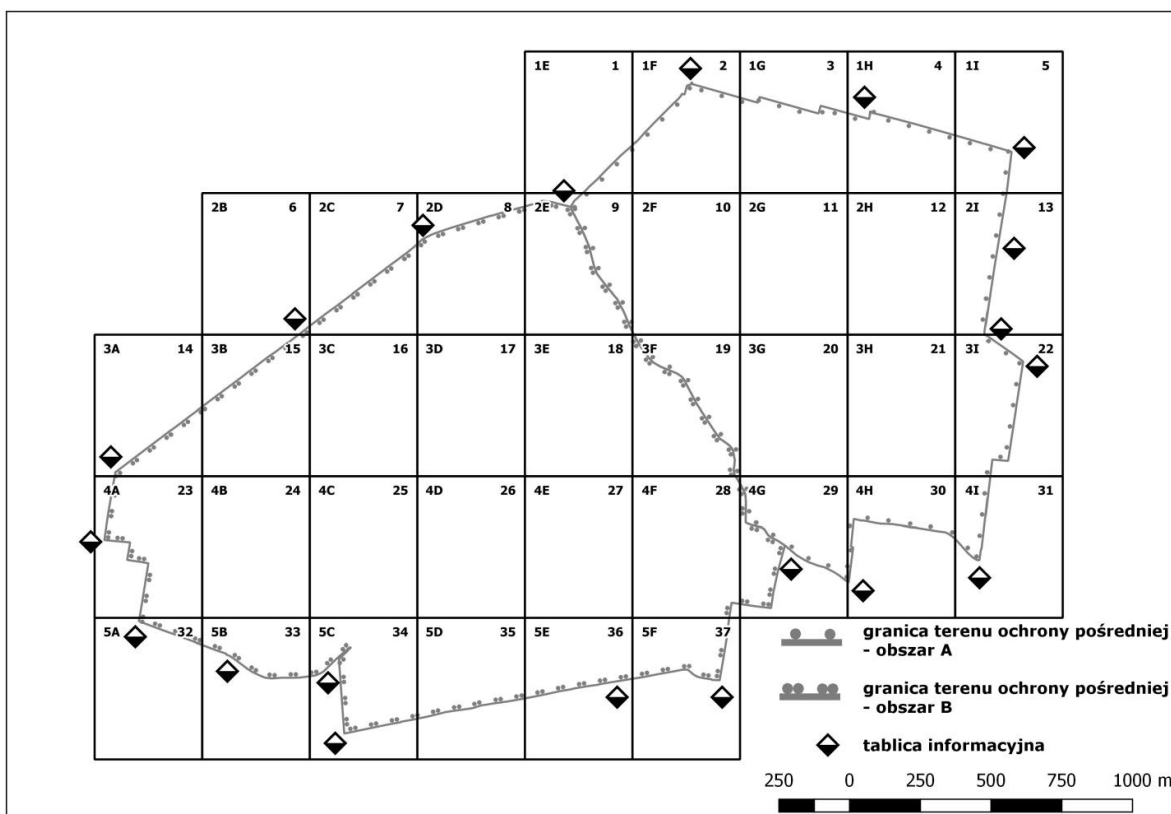 1E 1 1F 2 1G 3 1H 4 1I 5
2B 6 2C 7 2D 8 2E 9 2F 10 2G 11 2H 12 2I 13
3A 14 3B 15 3C 16 3D 17 3E 18 3F 19 3G 20 3H 21 3I 22
4A 23 4B 24 4C 25 4D 26 4E 27 4F 28 4G 29 4H 30 4I 31
5A 32 5B 33 5C 34 5D 35 5E 36 5F 37
granica terenu ochrony pośredniej
- obszar A
granica terenu ochrony pośredniej
- obszar B
tablica informacyjna
250 0 250 500 750 1000 m